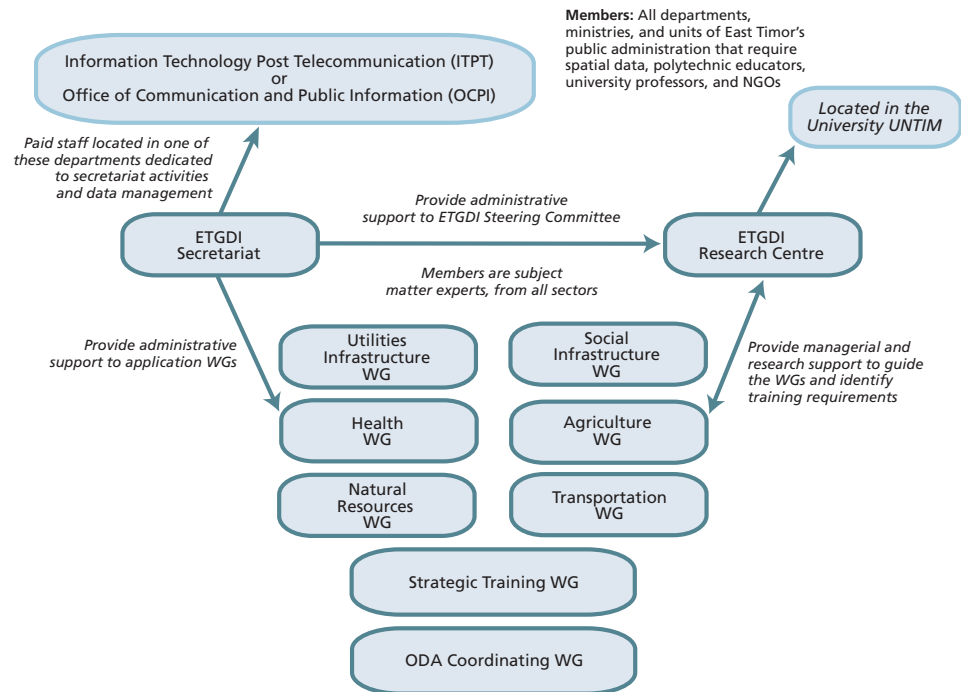 Members: All departments,
ministries, and units of East Timor's
public administration that require
spatial data, polytechnic educators,
university professors, and NGOs
Information Technology Post Telecommunication (ITPT)
or
Office of Communication and Public Information (OCPI)
Located in the
University UNTIM
Paid staff located in one of
these departments dedicated
to secretariat activities
and data management
Provide administrative
support to ETGDI Steering Committee
ETGDI
Secretariat
ETGDI
Research Centre
Members are subject
matter experts, from all sectors
Provide administrative
support to application WGs
Utilities
Infrastructure
WG
Social
Infrastructure
WG
Provide managerial and
research support to guide
the WGs and identify
training requirements
Health
WG
Agriculture
WG
Natural
Resources
WG
Transportation
WG
Strategic Training WG
ODA Coordinating WG